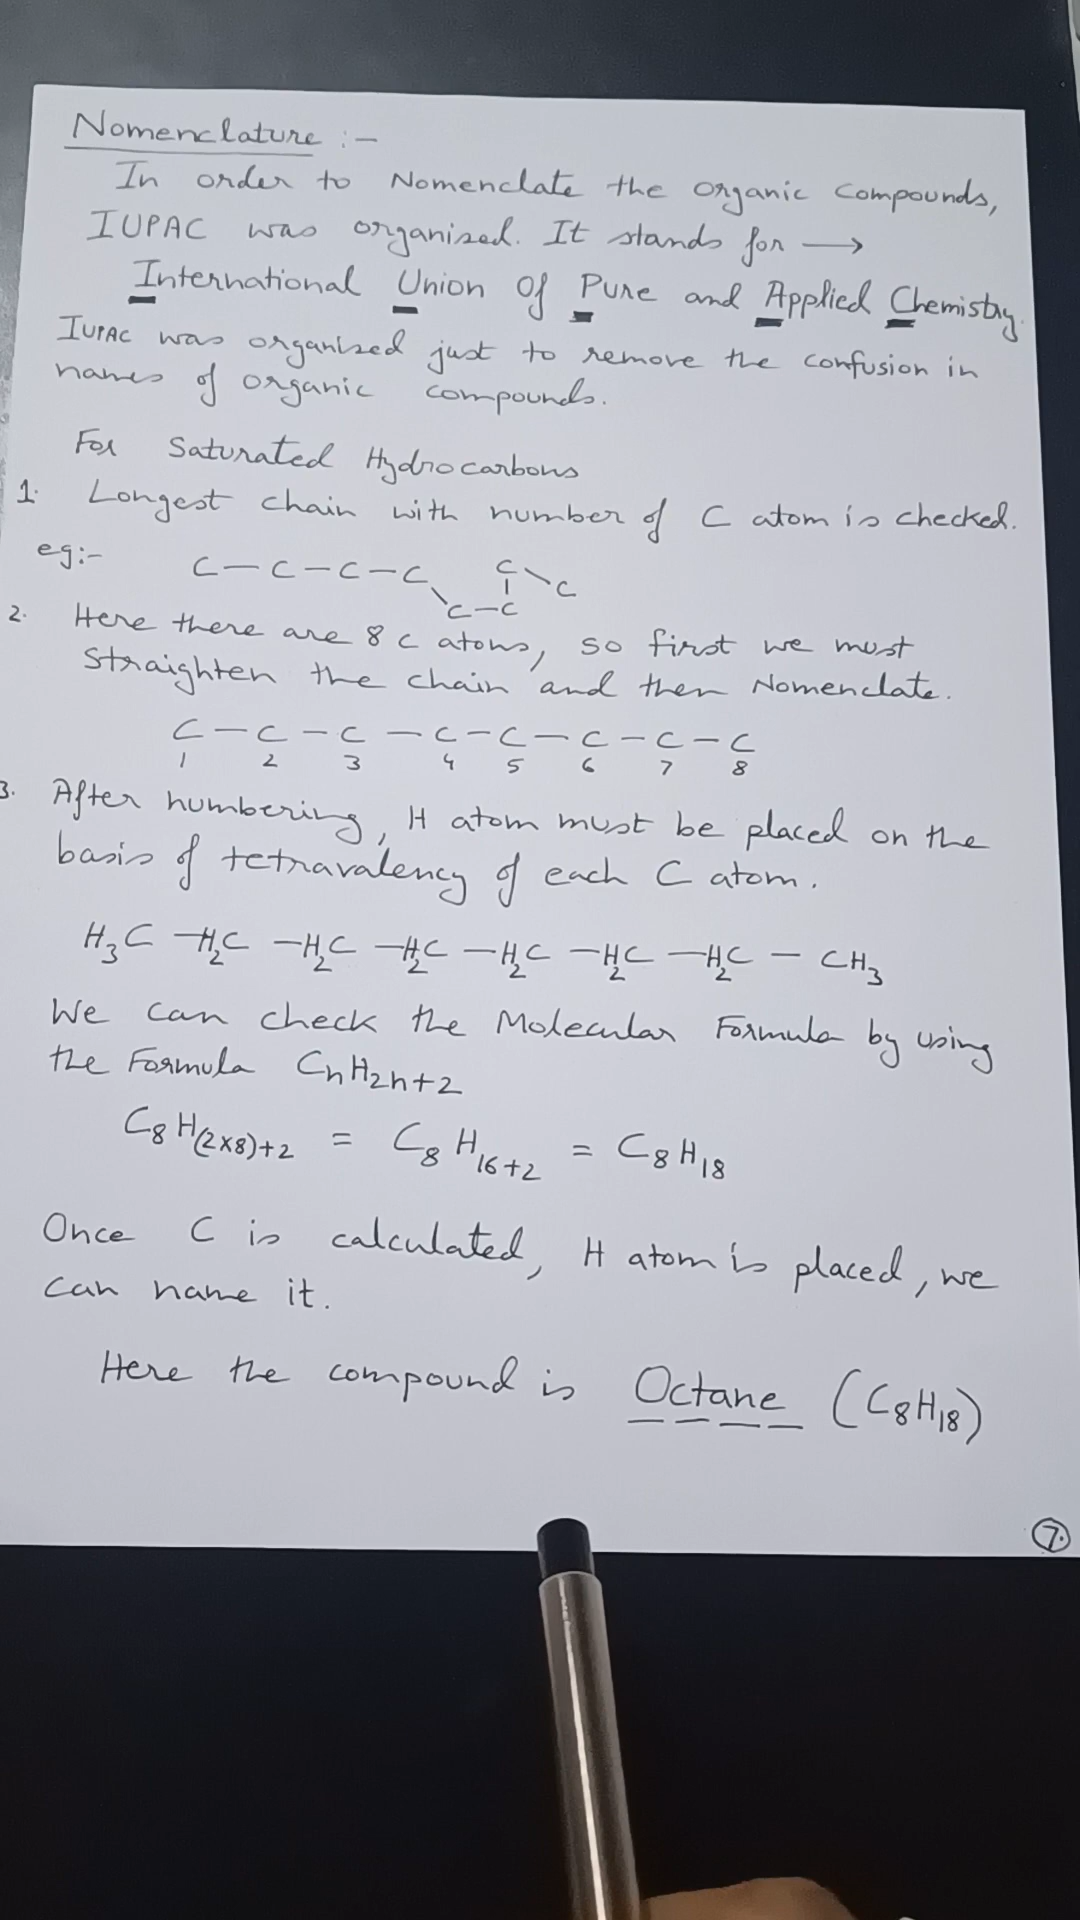 Nomenclature :-
In order to Nomenclate the organic compounds,
IUPAC was organised. It stands for →
International Union Of Pure and Applied Chemistry.
IUPAC was organised just to remove the confusion in
names of organic compounds.
For Saturated Hydrocarbons
1. Longest chain with number of C atom is checked.
eg:- C-C-C-C C-C
C-C
2. Here there are 8 C atoms, so first we must
straighten the chain and then Nomenclate.
C-C-C-C-C-C-C-C
1 2 3 4 5 6 7 8
3. After numbering, H atom must be placed on the
basis of tetravalency of each C atom.
H₃C-H₂C-H₂C-H₂C-H₂C-H₂C-H₂C-CH₃
We can check the Molecular Formula by using
the Formula CnH2n+2
C₈H(2x8)+2 = C₈H₁₆₊₂ = C₈H₁₈
Once C is calculated, H atom is placed, we
can name it.
Here the compound is Octane (C₈H₁₈)
7.